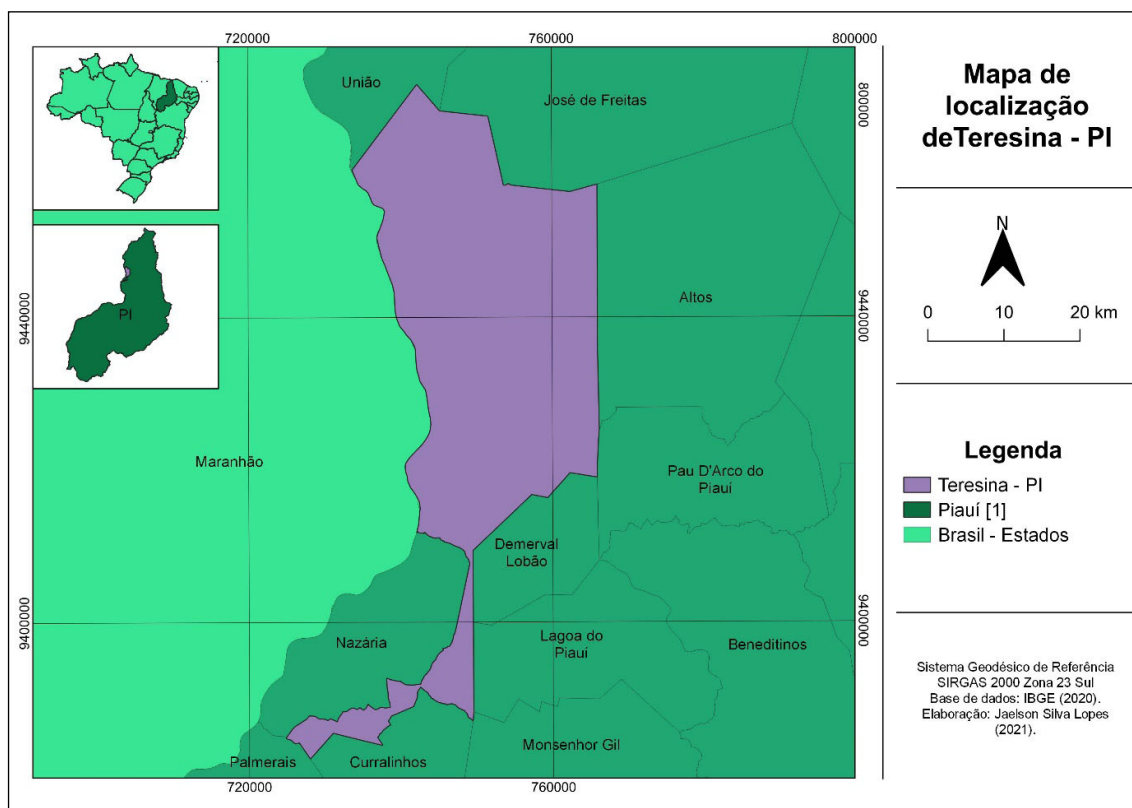 720000
760000
800000
80000
União
José de Freitas
PI
9440000
Altos
9440000
Maranhão
Pau D'Arco do
Piauí
Demerval
Lobão
9400000
Nazária
Lagoa do
Piauí
Beneditinos
94000000
Palmerais
Curralinhos
Monsenhor Gil
720000
760000
Mapa de
localização
deTeresina - PI
N
0 10 20 km
Legenda
Teresina - PI
Piauí [1]
Brasil - Estados
Sistema Geodésico de Referência
SIRGAS 2000 Zona 23 Sul
Base de dados: IBGE (2020).
Elaboração: Jaelson Silva Lopes
(2021).